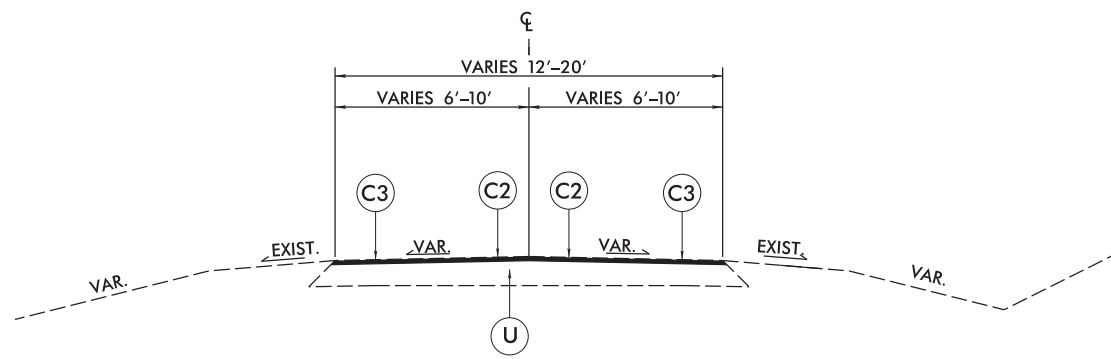 ℄
VARIES 12'–20'
VARIES 6'–10' VARIES 6'–10'
C3 C2 C2 C3
VAR. EXIST. VAR. VAR. EXIST. VAR.
U